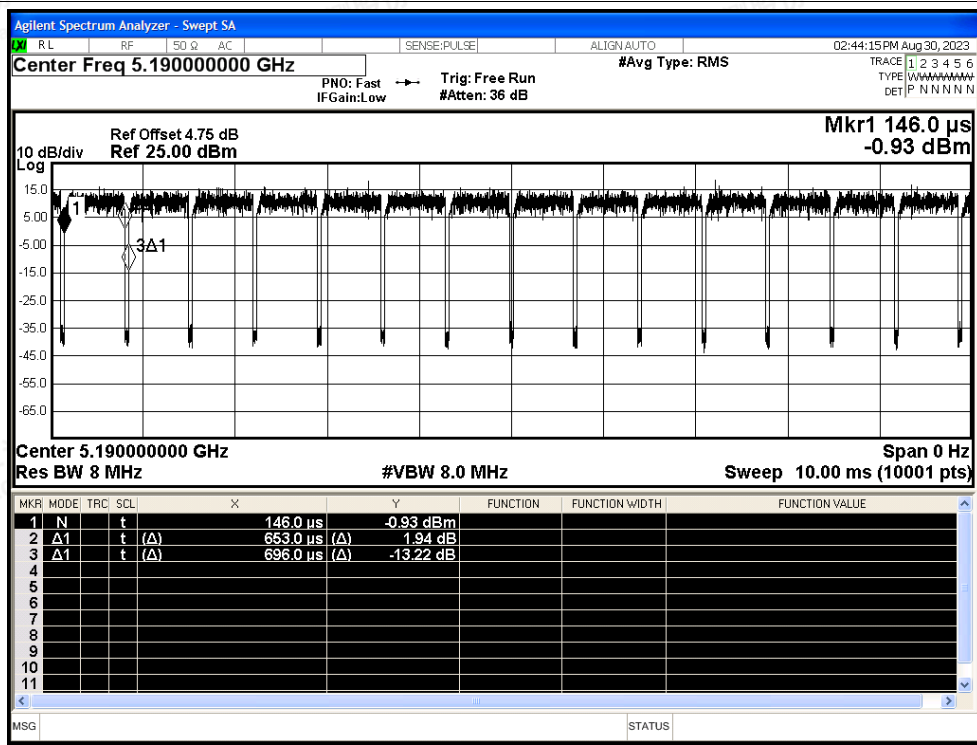 Agilent Spectrum Analyzer - Swept SA
LXI RL RF 50 Ω AC SENSE:PULSE ALIGN AUTO 02:44:15 PM Aug 30, 2023
Center Freq 5.190000000 GHz
#Avg Type: RMS
TRACE 1 2 3 4 5 6
PNO: Fast
Trig: Free Run
TYPE
IFGain:Low
#Atten: 36 dB
DET P N N N N N
Mkr1 146.0 µs
-0.93 dBm
Ref Offset 4.75 dB
10 dB/div Ref 25.00 dBm
Log
15.0
1
5.00
-5.00
3Δ1
-15.0
-25.0
-35.0
-45.0
-55.0
-65.0
Center 5.190000000 GHz Span 0 Hz
Res BW 8 MHz #VBW 8.0 MHz Sweep 10.00 ms (10001 pts)
MKR MODE TRC SCL X Y FUNCTION FUNCTION WIDTH FUNCTION VALUE
1 N t 146.0 µs -0.93 dBm
2 Δ1 t (Δ) 653.0 µs (Δ) 1.94 dB
3 Δ1 t (Δ) 696.0 µs (Δ) -13.22 dB
4
5
6
7
8
9
10
11
MSG STATUS